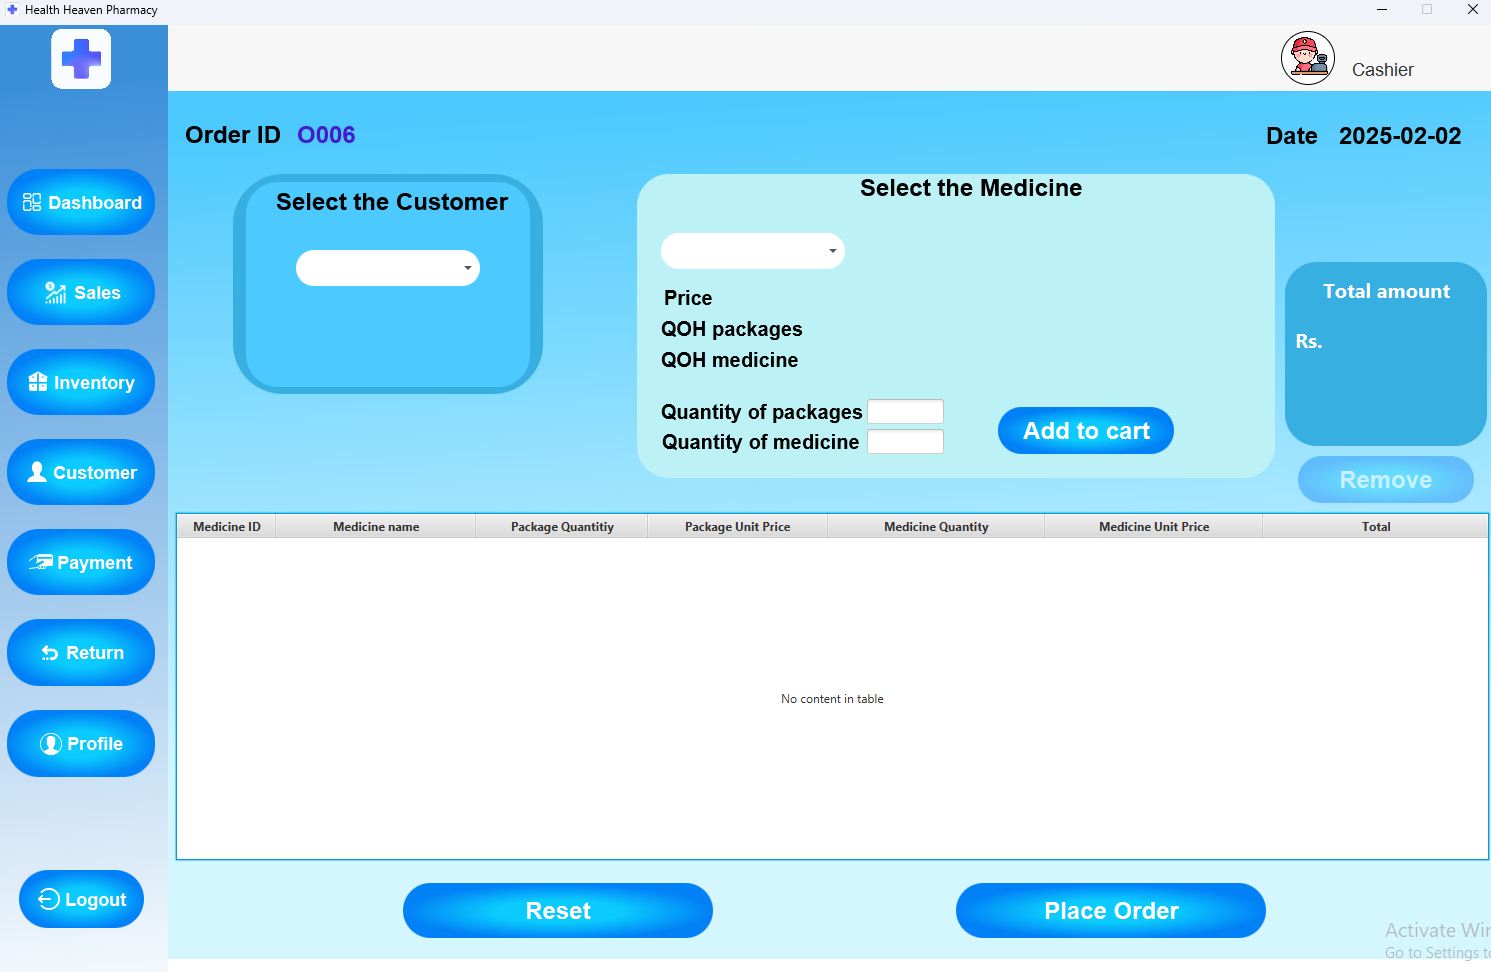 Health Heaven Pharmacy
Cashier
Order ID O006
Date 2025-02-02
Dashboard
Sales
Inventory
Customer
Payment
Return
Profile
Logout
Select the Customer
Select the Medicine
Price
QOH packages
QOH medicine
Quantity of packages
Quantity of medicine
Add to cart
Total amount
Rs.
Remove
Medicine ID Medicine name Package Quantitiy Package Unit Price Medicine Quantity Medicine Unit Price Total
No content in table
Reset
Place Order
Activate Win
Go to Settings to